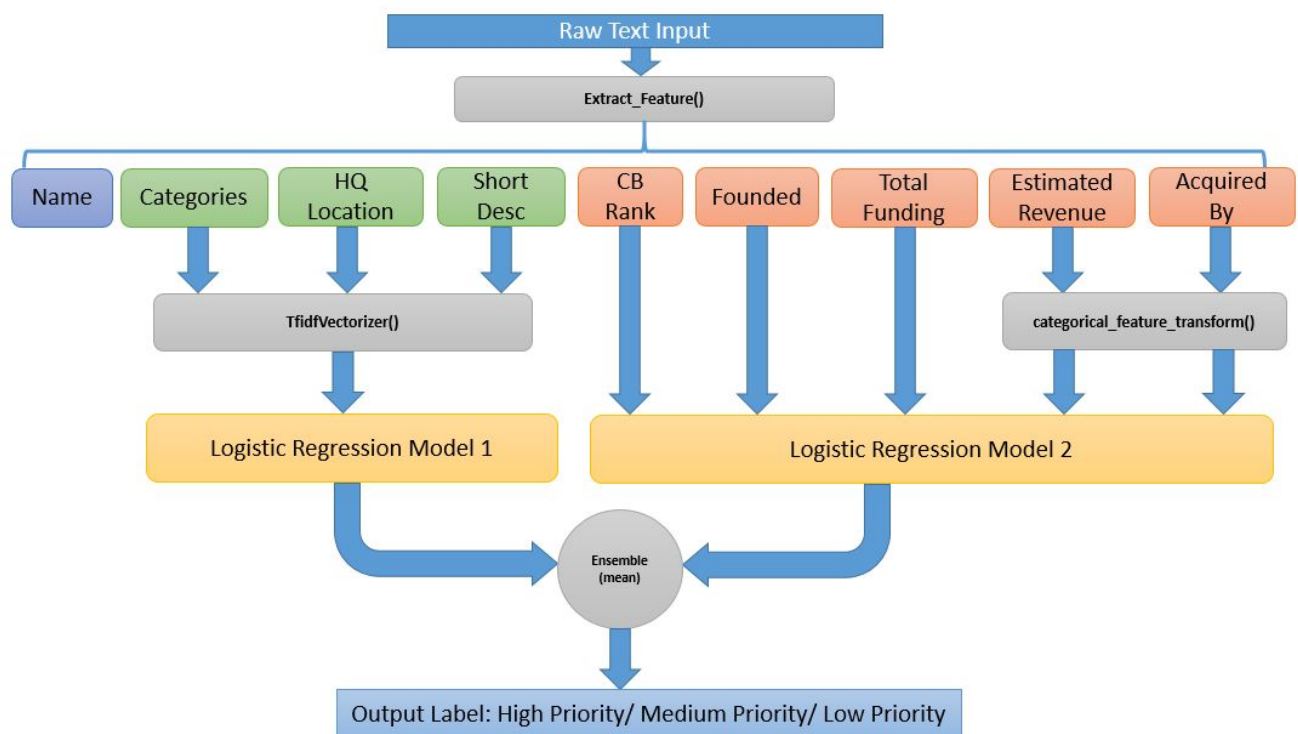 Raw Text Input
Extract_Feature()
Name
Categories
HQ
Location
Short
Desc
CB
Rank
Founded
Total
Funding
Estimated
Revenue
Acquired
By
TfidfVectorizer()
categorical_feature_transform()
Logistic Regression Model 1
Logistic Regression Model 2
Ensemble
(mean)
Output Label: High Priority/ Medium Priority/ Low Priority